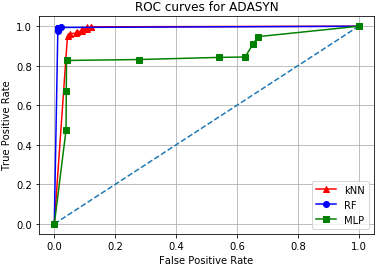 ROC curves for ADASYN
True Positive Rate
1.0
0.8
0.6
0.4
0.2
0.0
0.0 0.2 0.4 0.6 0.8 1.0
False Positive Rate
kNN
RF
MLP